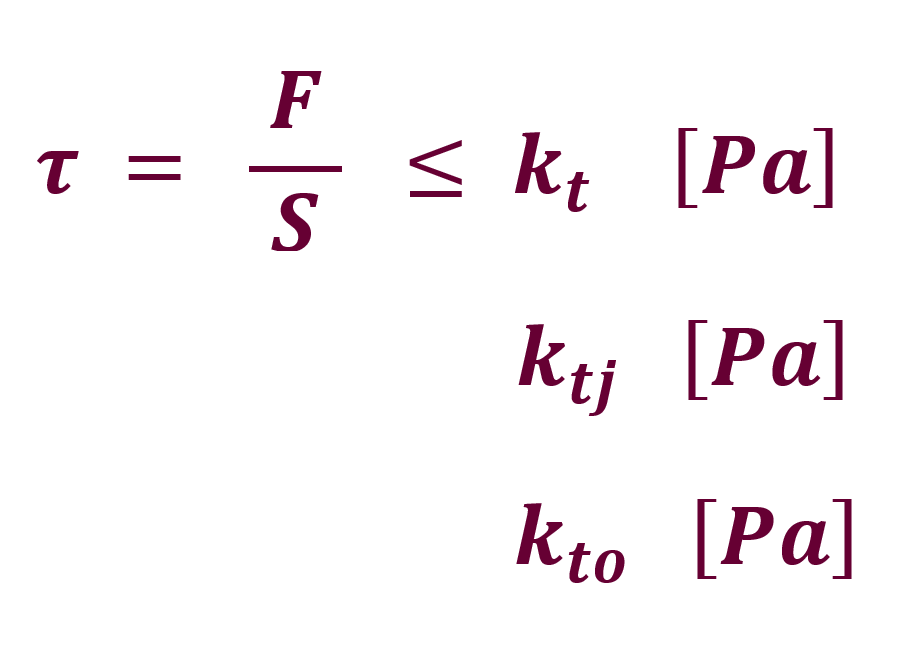 τ = F/S ≤ k_t [Pa]
k_tj [Pa]
k_to [Pa]